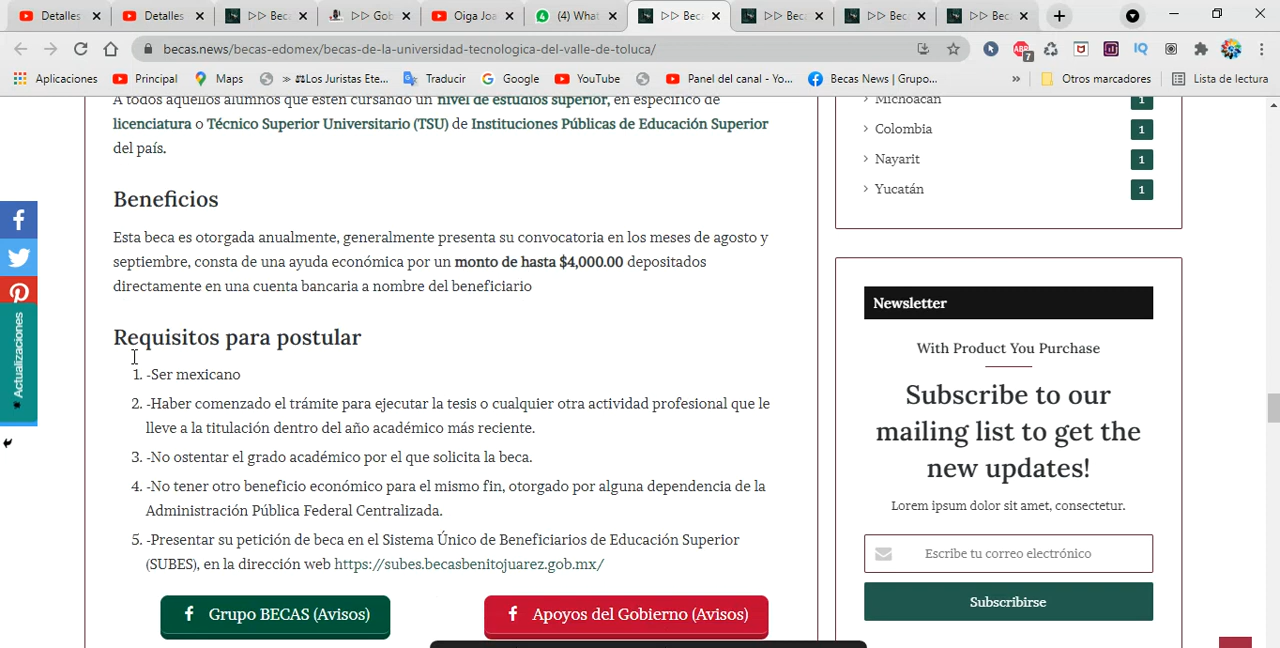 Detalles
Detalles
▷▷ Beca
▷▷ Gob
Oiga Joa
(4) What
▷▷ Bec
▷▷ Bec
▷▷ Bec
▷▷ Bec
becas.news/becas-edomex/becas-de-la-universidad-tecnologica-del-valle-de-toluca/
ABP
7
IQ
Aplicaciones
Principal
Maps
» ⚖Los Juristas Ete...
Traducir
Google
YouTube
Panel del canal - Yo...
Becas News | Grupo...
»
Otros marcadores
Lista de lectura
A todos aquellos alumnos que estén cursando un nivel de estudios superior, en específico de
licenciatura o Técnico Superior Universitario (TSU) de Instituciones Públicas de Educación Superior
del país.
Beneficios
Esta beca es otorgada anualmente, generalmente presenta su convocatoria en los meses de agosto y
septiembre, consta de una ayuda económica por un monto de hasta $4,000.00 depositados
directamente en una cuenta bancaria a nombre del beneficiario
Requisitos para postular
1. -Ser mexicano
2. -Haber comenzado el trámite para ejecutar la tesis o cualquier otra actividad profesional que le
lleve a la titulación dentro del año académico más reciente.
3. -No ostentar el grado académico por el que solicita la beca.
4. -No tener otro beneficio económico para el mismo fin, otorgado por alguna dependencia de la
Administración Pública Federal Centralizada.
5. -Presentar su petición de beca en el Sistema Único de Beneficiarios de Educación Superior
(SUBES), en la dirección web https://subes.becasbenitojuarez.gob.mx/
Grupo BECAS (Avisos)
Apoyos del Gobierno (Avisos)
Actualizaciones
Michoacán 1
Colombia 1
Nayarit 1
Yucatán 1
Newsletter
With Product You Purchase
Subscribe to our
mailing list to get the
new updates!
Lorem ipsum dolor sit amet, consectetur.
Escribe tu correo electrónico
Subscribirse